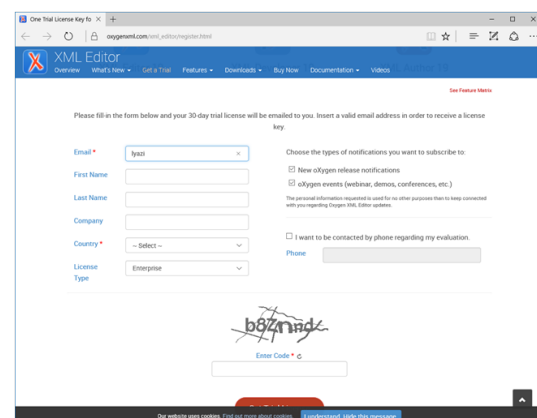 One Trial License Key fo
oxygenxml.com/xml_editor/register.html
XML Editor
Overview What's New Get a Trial Features Downloads Buy Now Documentation Videos
See Feature Matrix
Please fill-in the form below and your 30-day trial license will be emailed to you. Insert a valid email address in order to receive a license
key.
Email *
lyazi
First Name
Last Name
Company
Country *
-- Select --
License
Type
Enterprise
Choose the types of notifications you want to subscribe to:
New oXygen release notifications
oXygen events (webinar, demos, conferences, etc.)
The personal information requested is used for no other purposes than to keep connected
with you regarding Oxygen XML Editor updates.
I want to be contacted by phone regarding my evaluation.
Phone
Enter Code *
Our website uses cookies. Find out more about cookies. I understand. Hide this message